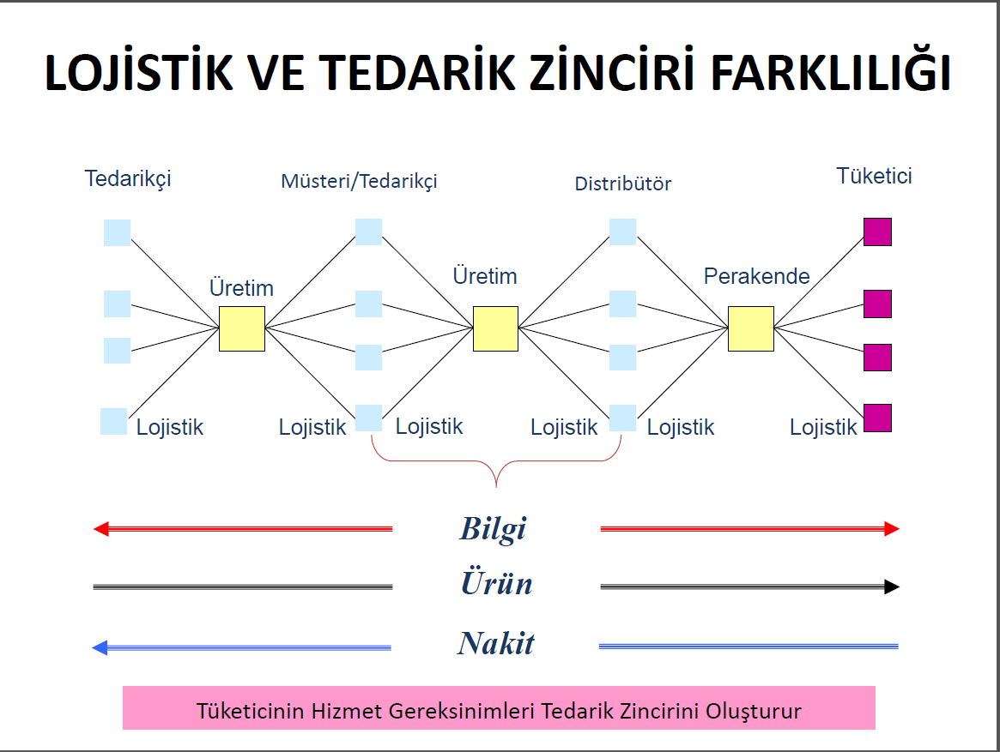 LOJİSTİK VE TEDARİK ZİNCİRİ FARKLILIĞI
Tedarikçi
Müsteri/Tedarikçi
Distribütör
Tüketici
Üretim
Üretim
Perakende
Lojistik
Lojistik
Lojistik
Lojistik
Lojistik
Lojistik
Bilgi
Ürün
Nakit
Tüketicinin Hizmet Gereksinimleri Tedarik Zincirini Oluşturur